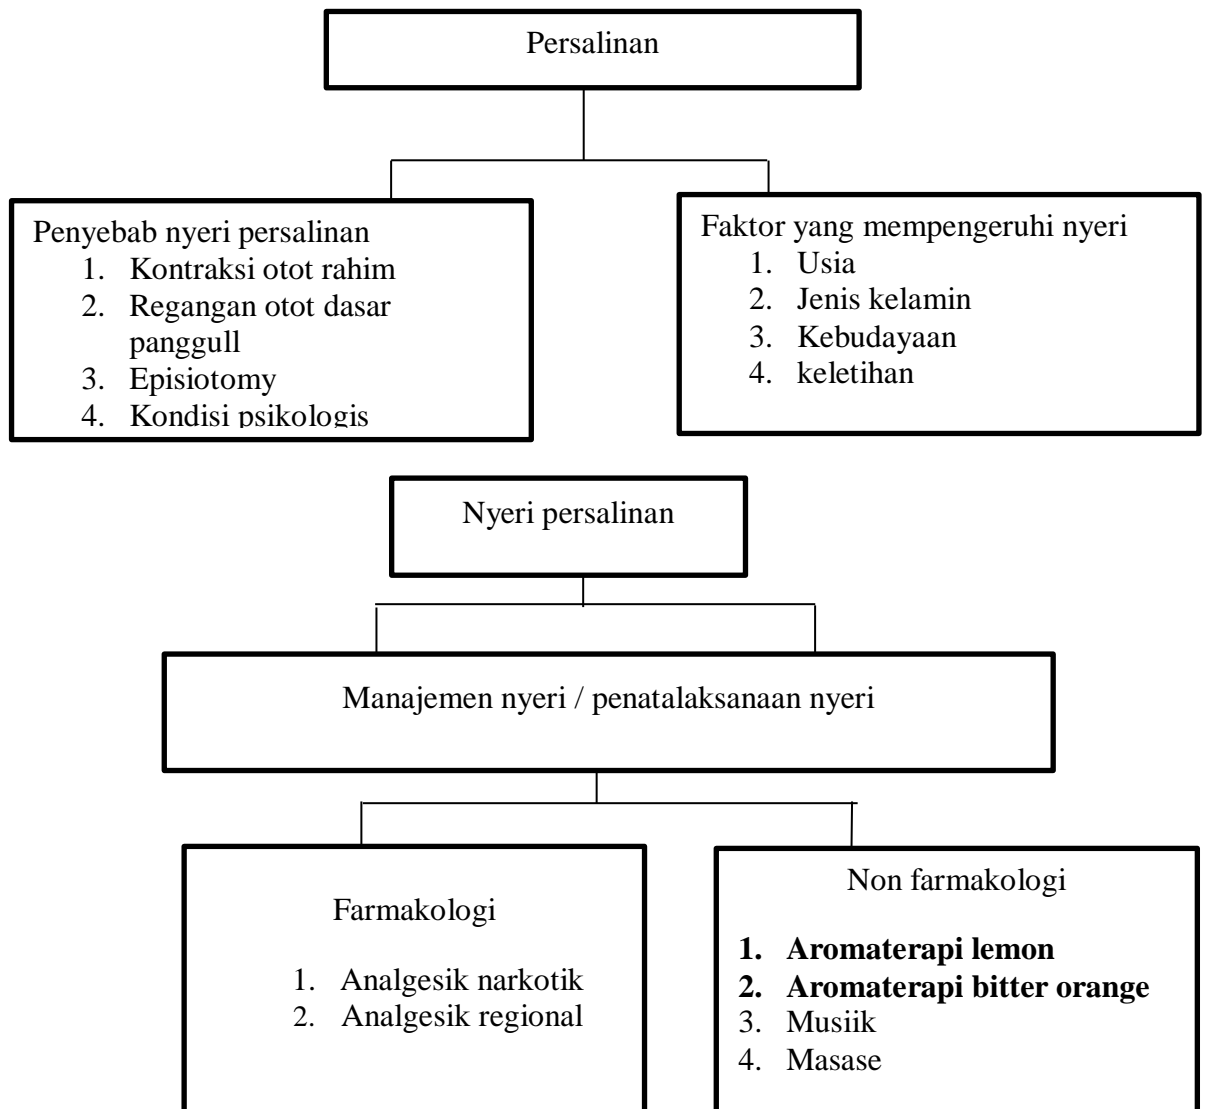 Persalinan
Penyebab nyeri persalinan
1. Kontraksi otot rahim
2. Regangan otot dasar
panggull
3. Episiotomy
4. Kondisi psikologis
Faktor yang mempengeruhi nyeri
1. Usia
2. Jenis kelamin
3. Kebudayaan
4. keletihan
Nyeri persalinan
Manajemen nyeri / penatalaksanaan nyeri
Farmakologi
1. Analgesik narkotik
2. Analgesik regional
Non farmakologi
1. Aromaterapi lemon
2. Aromaterapi bitter orange
3. Musiik
4. Masase